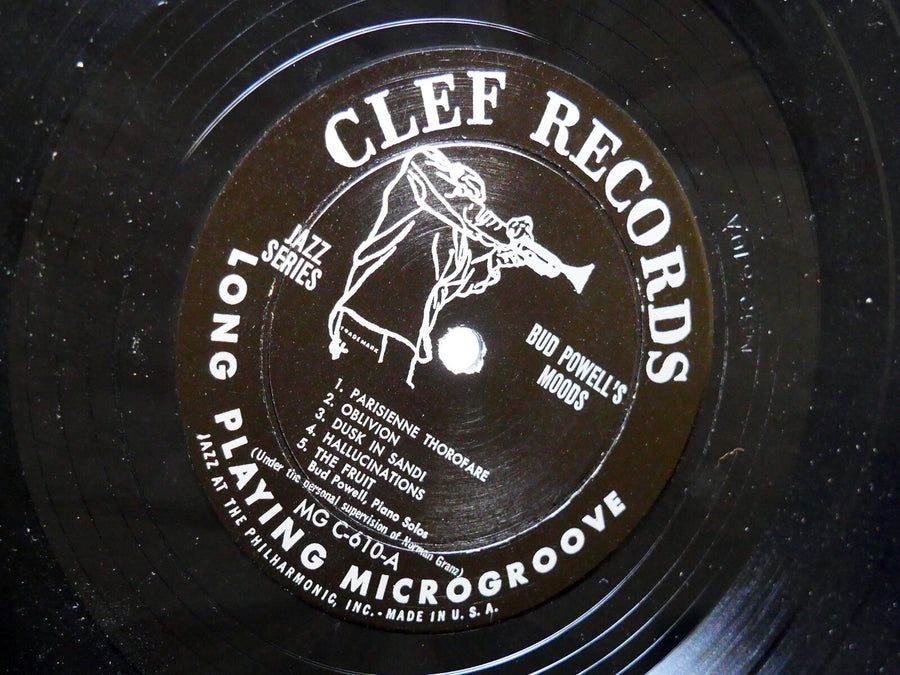 CLEF RECORDS
JAZZ
SERIES
TRADEMARK
BUD POWELL'S
MOODS
1. PARISIENNE THOROFARE
2. OBLIVION
3. DUSK IN SANDI
4. HALLUCINATIONS
5. THE FRUIT
Bud Powell, Piano Solos
(Under the personal supervision of Norman Granz)
MG C-610-A
LONG PLAYING MICROGROOVE
JAZZ AT THE PHILHARMONIC, INC. - MADE IN U. S. A.